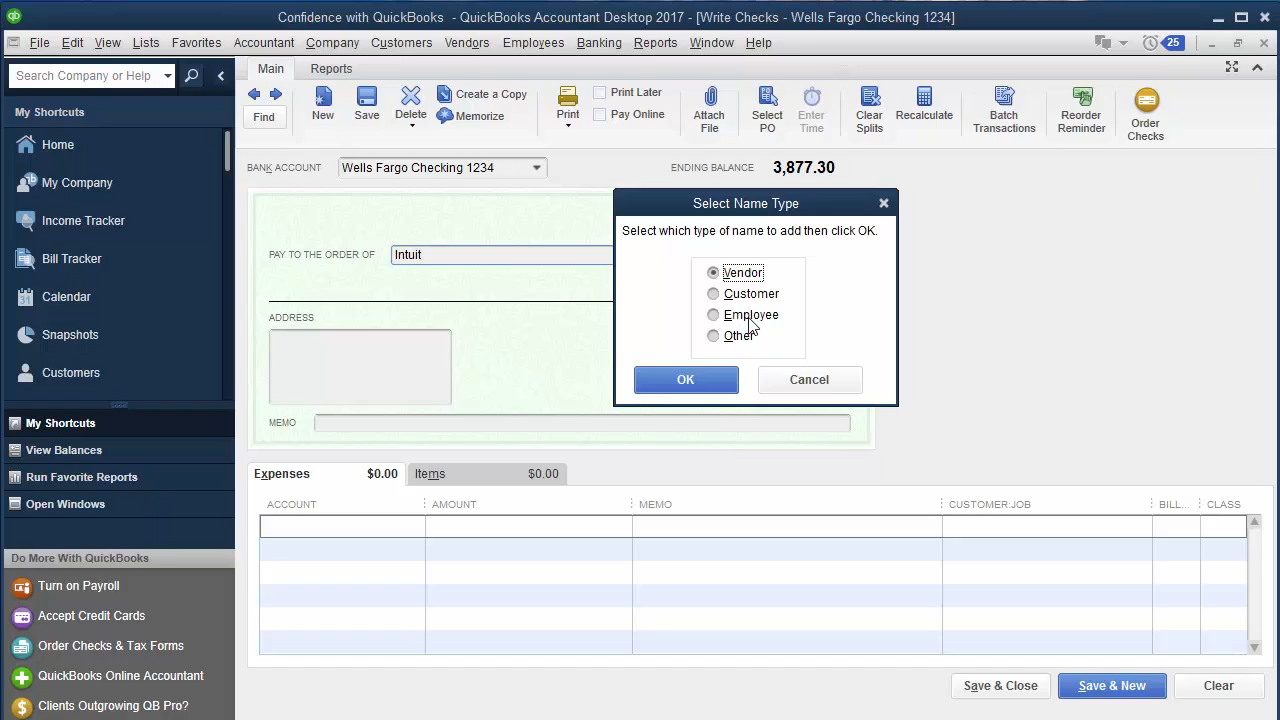 qb Confidence with QuickBooks - QuickBooks Accountant Desktop 2017 - [Write Checks - Wells Fargo Checking 1234]
File Edit View Lists Favorites Accountant Company Customers Vendors Employees Banking Reports Window Help 25
Search Company or Help
My Shortcuts
Home
My Company
Income Tracker
Bill Tracker
Calendar
Snapshots
Customers
My Shortcuts
View Balances
Run Favorite Reports
Open Windows
Do More With QuickBooks
Turn on Payroll
Accept Credit Cards
Order Checks & Tax Forms
QuickBooks Online Accountant
Clients Outgrowing QB Pro?
Main Reports
Find
New
Save
Delete
Create a Copy
Memorize
Print
Print Later
Pay Online
Attach
File
Select
PO
Enter
Time
Clear
Splits
Recalculate
Batch
Transactions
Reorder
Reminder
Order
Checks
BANK ACCOUNT Wells Fargo Checking 1234 ENDING BALANCE 3,877.30
PAY TO THE ORDER OF Intuit
ADDRESS
MEMO
Select Name Type
Select which type of name to add then click OK.
Vendor
Customer
Employee
Other
OK Cancel
Expenses $0.00 Items $0.00
ACCOUNT AMOUNT MEMO CUSTOMER:JOB BILL... CLASS
Save & Close Save & New Clear